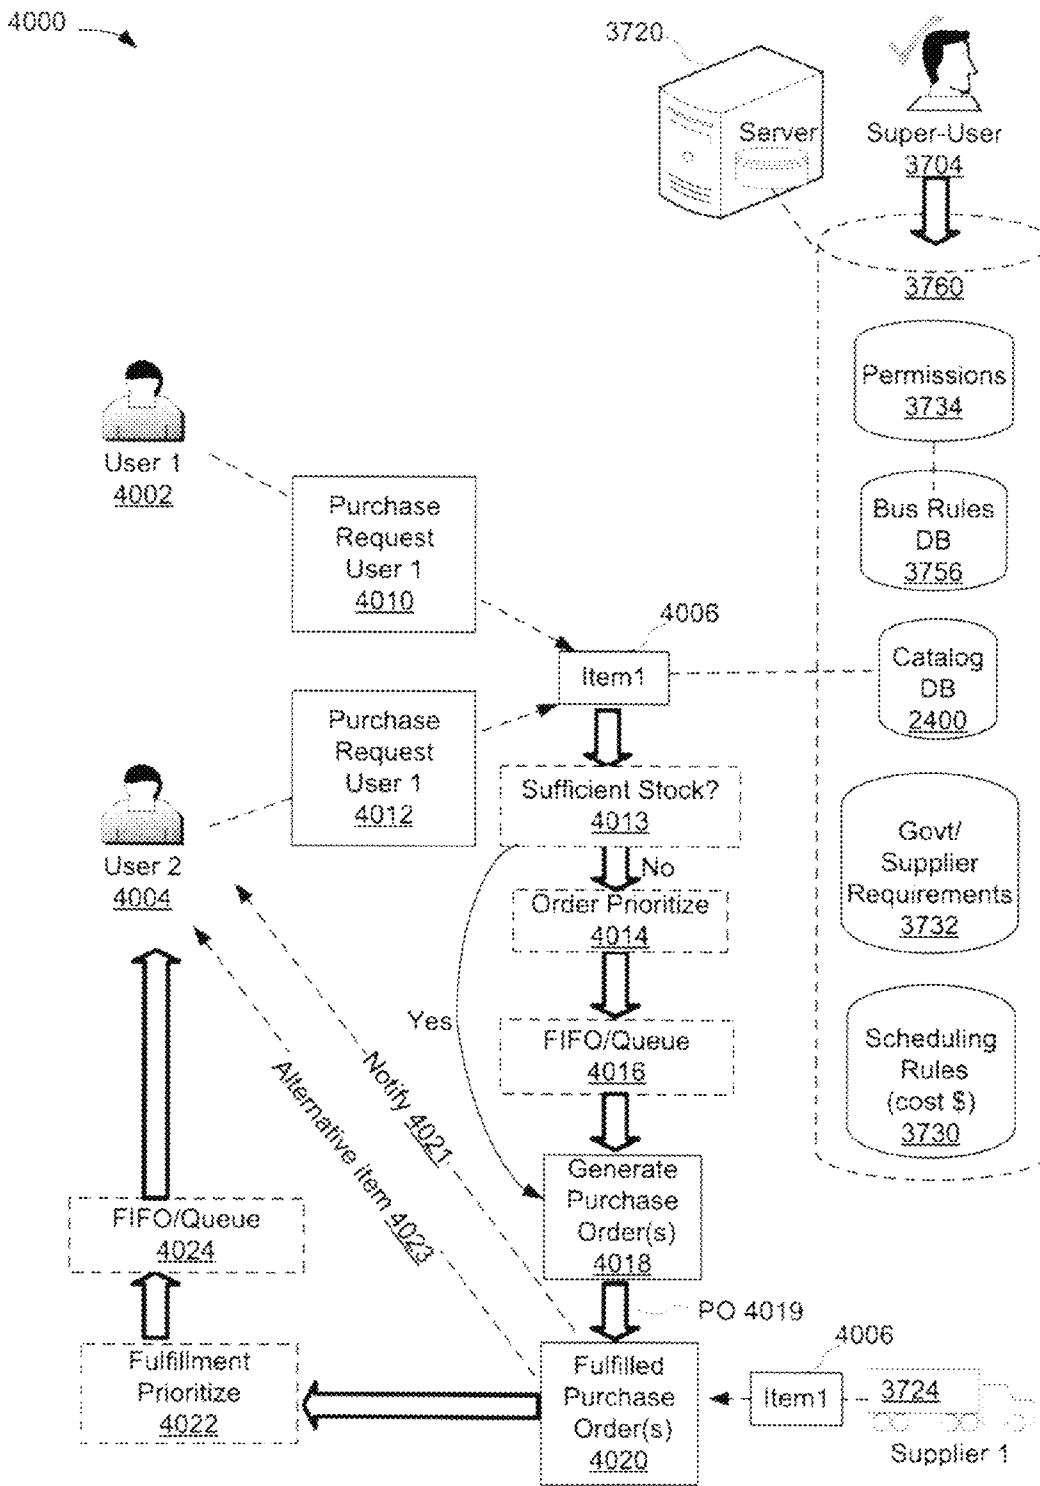 4000
3720
Server
Super-User
3704
3760
Permissions
3734
Bus Rules
DB
3756
User 1
4002
Purchase
Request
User 1
4010
4006
Item1
Catalog
DB
2400
Purchase
Request
User 1
4012
Sufficient Stock?
4013
User 2
4004
No
Order Prioritize
4014
Govt/
Supplier
Requirements
3732
Yes
FIFO/Queue
4016
Scheduling
Rules
(cost $)
3730
Notify 4021
Alternative item 4023
Generate
Purchase
Order(s)
4018
FIFO/Queue
4024
PO 4019
Fulfillment
Prioritize
4022
Fulfilled
Purchase
Order(s)
4020
4006
Item1
3724
Supplier 1